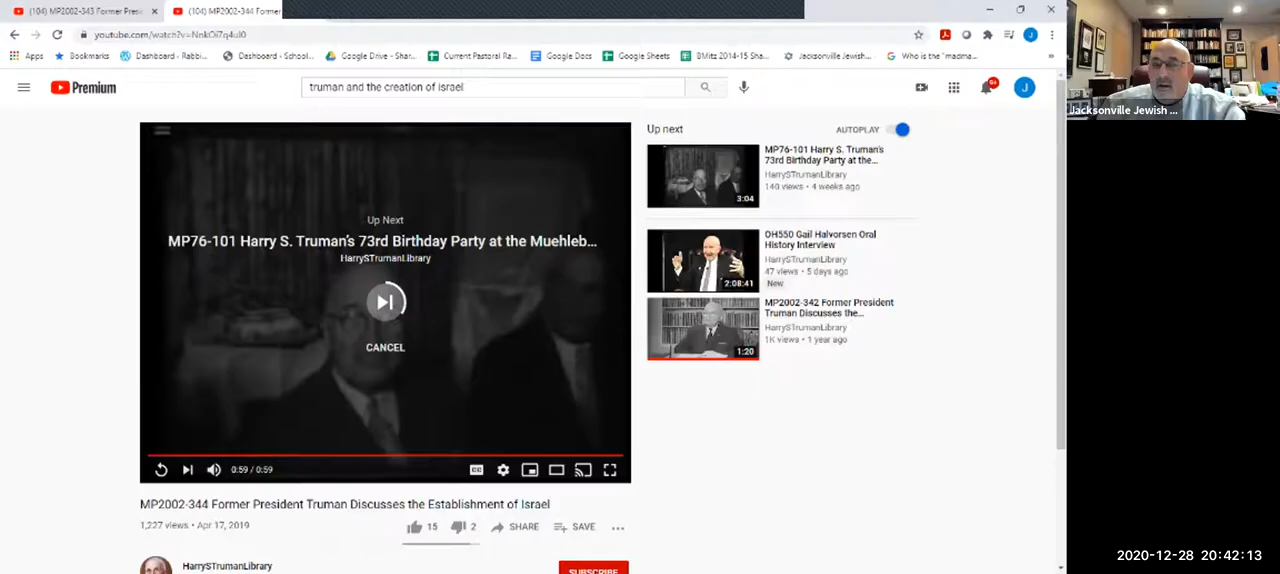 (104) MP2002-343 Former Presi
(104) MP2002-344 Former
youtube.com/watch?v=NnkOi7q4ul0
Apps
Bookmarks
Dashboard - Rabbi...
Dashboard - School...
Google Drive - Shar...
Current Pastoral Ra...
Google Docs
Google Sheets
BMitz 2014-15 Sha...
Jacksonville Jewish...
Who is the "madma...
Premium
truman and the creation of israel
9+
J
Jacksonville Jewish ...
Up Next
MP76-101 Harry S. Truman's 73rd Birthday Party at the Muehleb...
HarrySTrumanLibrary
CANCEL
0:59 / 0:59
CC
MP2002-344 Former President Truman Discusses the Establishment of Israel
1,227 views • Apr 17, 2019
15
2
SHARE
SAVE
HarrySTrumanLibrary
SUBSCRIBE
Up next
AUTOPLAY
MP76-101 Harry S. Truman's
73rd Birthday Party at the...
HarrySTrumanLibrary
140 views • 4 weeks ago
3:04
OH550 Gail Halvorsen Oral
History Interview
HarrySTrumanLibrary
47 views • 5 days ago
New
2:08:41
MP2002-342 Former President
Truman Discusses the...
HarrySTrumanLibrary
1K views • 1 year ago
1:20
2020-12-28 20:42:13